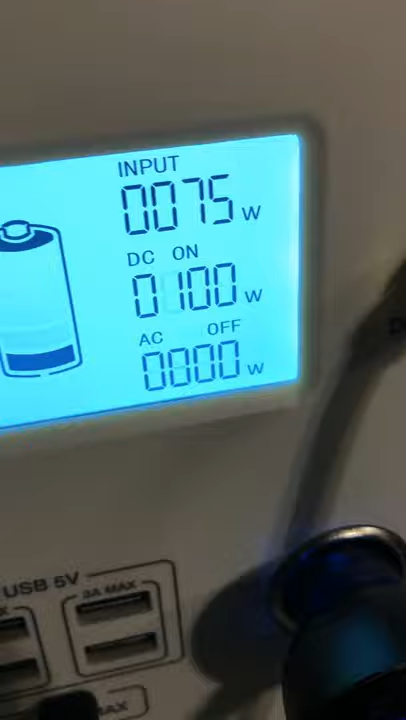 INPUT
0075 W
DC ON
0100 W
AC OFF
0000 W
USB 5V
3A MAX